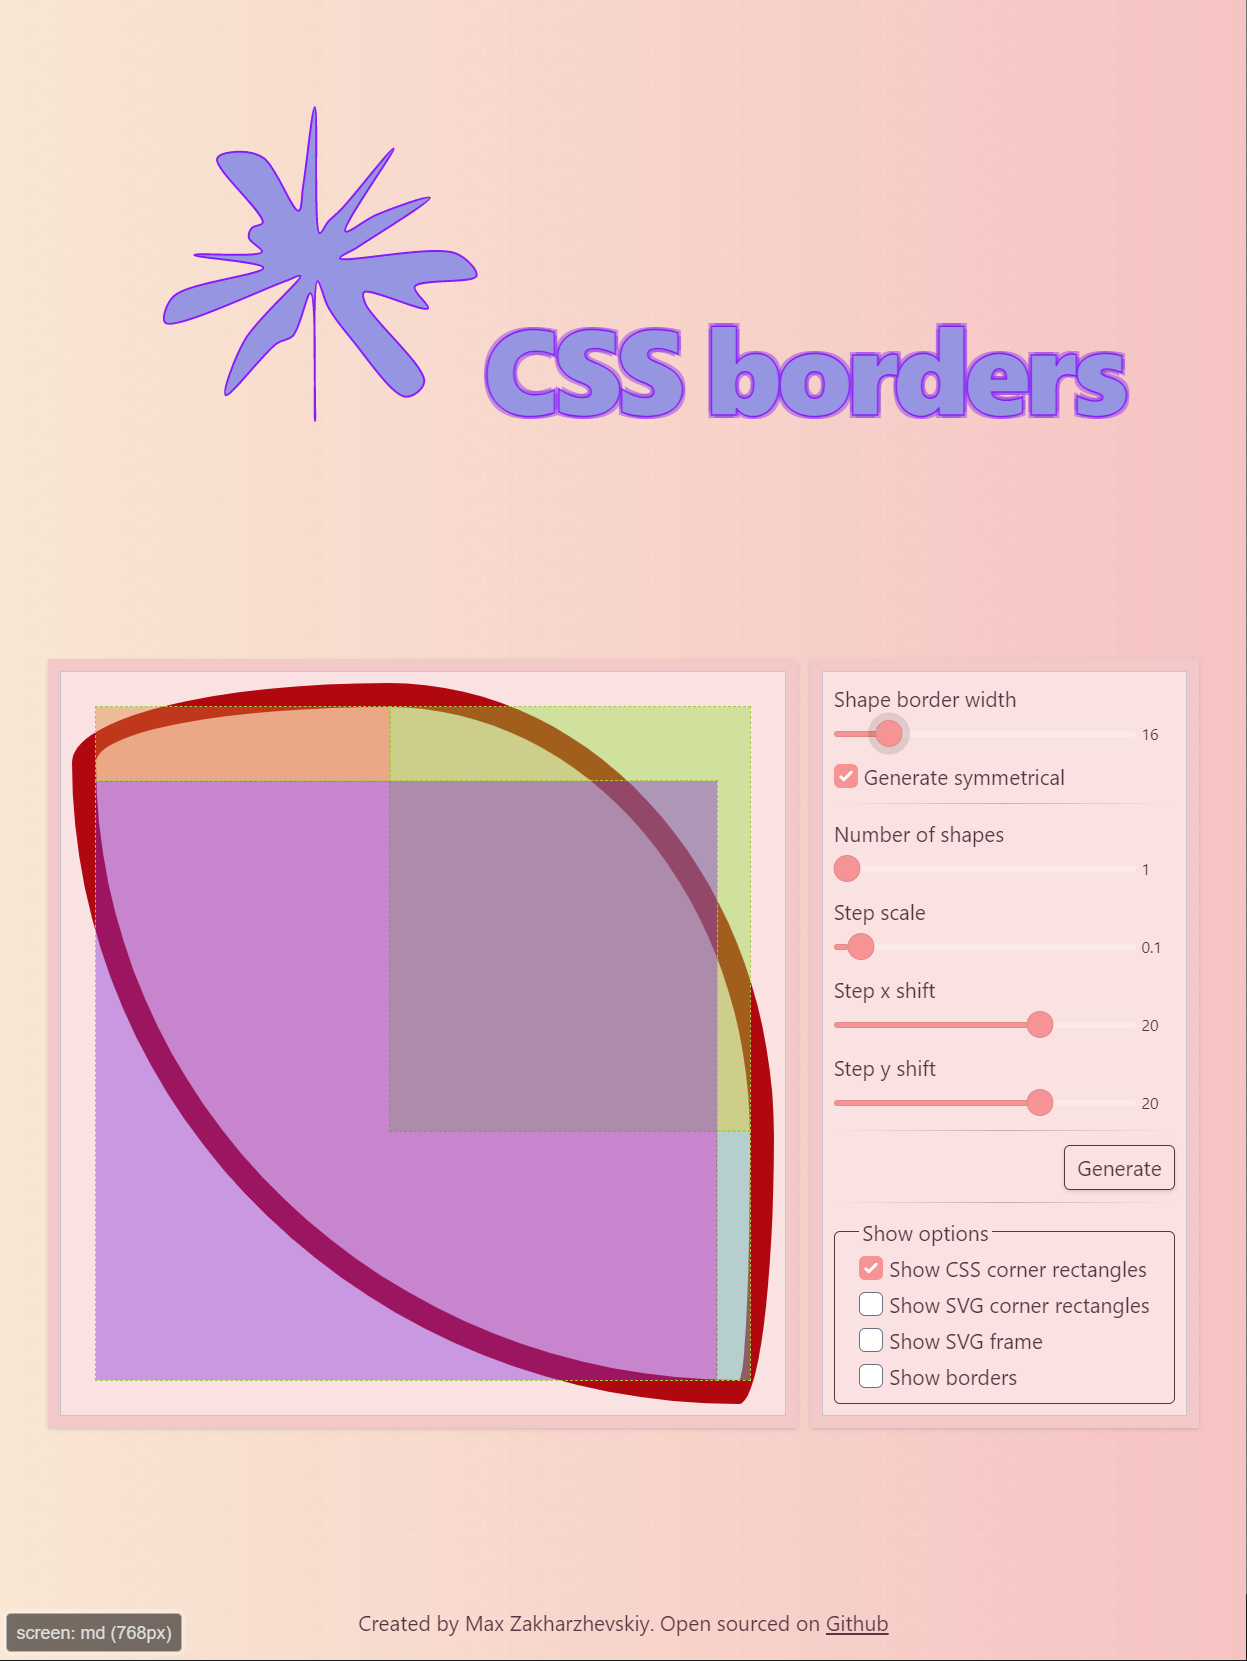 CSS borders
Shape border width
16
Generate symmetrical
Number of shapes
1
Step scale
0.1
Step x shift
20
Step y shift
20
Generate
Show options
Show CSS corner rectangles
Show SVG corner rectangles
Show SVG frame
Show borders
Created by Max Zakharzhevskiy. Open sourced on Github
screen: md (768px)